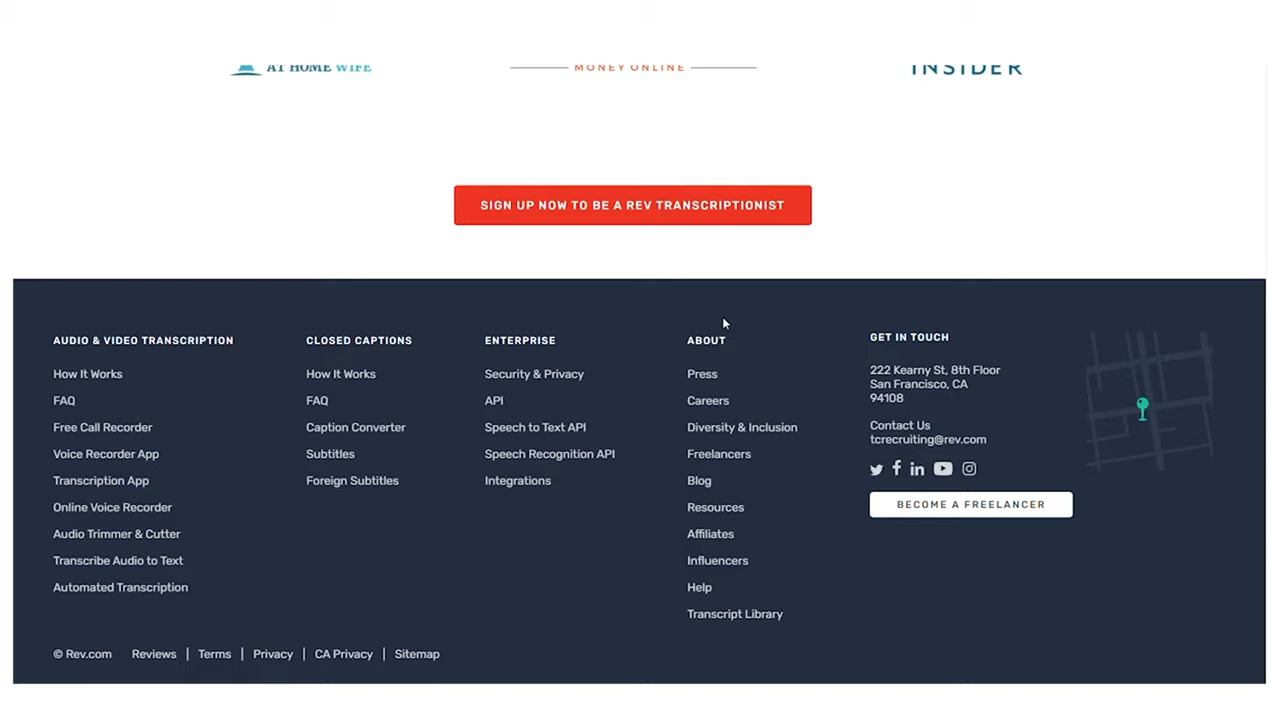 AT HOME WIFE
MONEY ONLINE
INSIDER
SIGN UP NOW TO BE A REV TRANSCRIPTIONIST
AUDIO & VIDEO TRANSCRIPTION
How It Works
FAQ
Free Call Recorder
Voice Recorder App
Transcription App
Online Voice Recorder
Audio Trimmer & Cutter
Transcribe Audio to Text
Automated Transcription
CLOSED CAPTIONS
How It Works
FAQ
Caption Converter
Subtitles
Foreign Subtitles
ENTERPRISE
Security & Privacy
API
Speech to Text API
Speech Recognition API
Integrations
ABOUT
Press
Careers
Diversity & Inclusion
Freelancers
Blog
Resources
Affiliates
Influencers
Help
Transcript Library
GET IN TOUCH
222 Kearny St, 8th Floor
San Francisco, CA
94108
Contact Us
tcrecruiting@rev.com
BECOME A FREELANCER
© Rev.com Reviews | Terms | Privacy | CA Privacy | Sitemap